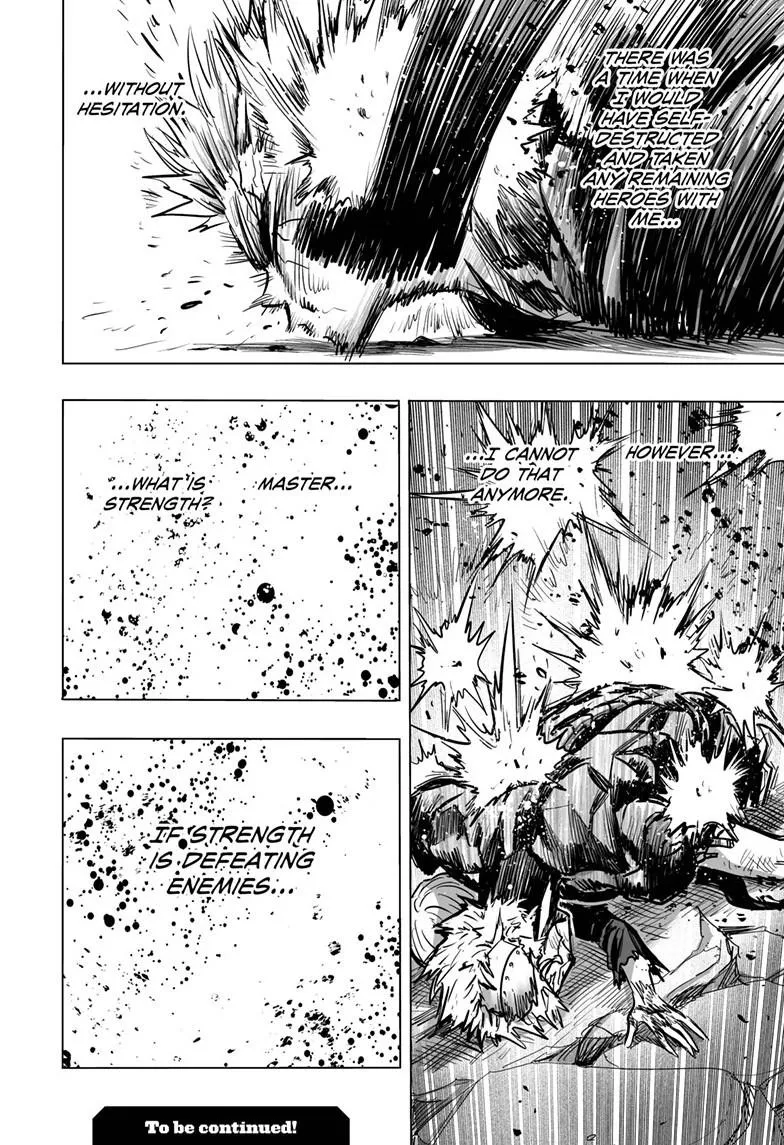 THERE WAS
A TIME WHEN
I WOULD
HAVE SELF-
DESTRUCTED
AND TAKEN
ANY REMAINING
HEROES WITH
ME...
...WITHOUT
HESITATION.
HOWEVER...
...I CANNOT
DO THAT
ANYMORE.
MASTER...
...WHAT IS
STRENGTH?
IF STRENGTH
IS DEFEATING
ENEMIES...
To be continued!